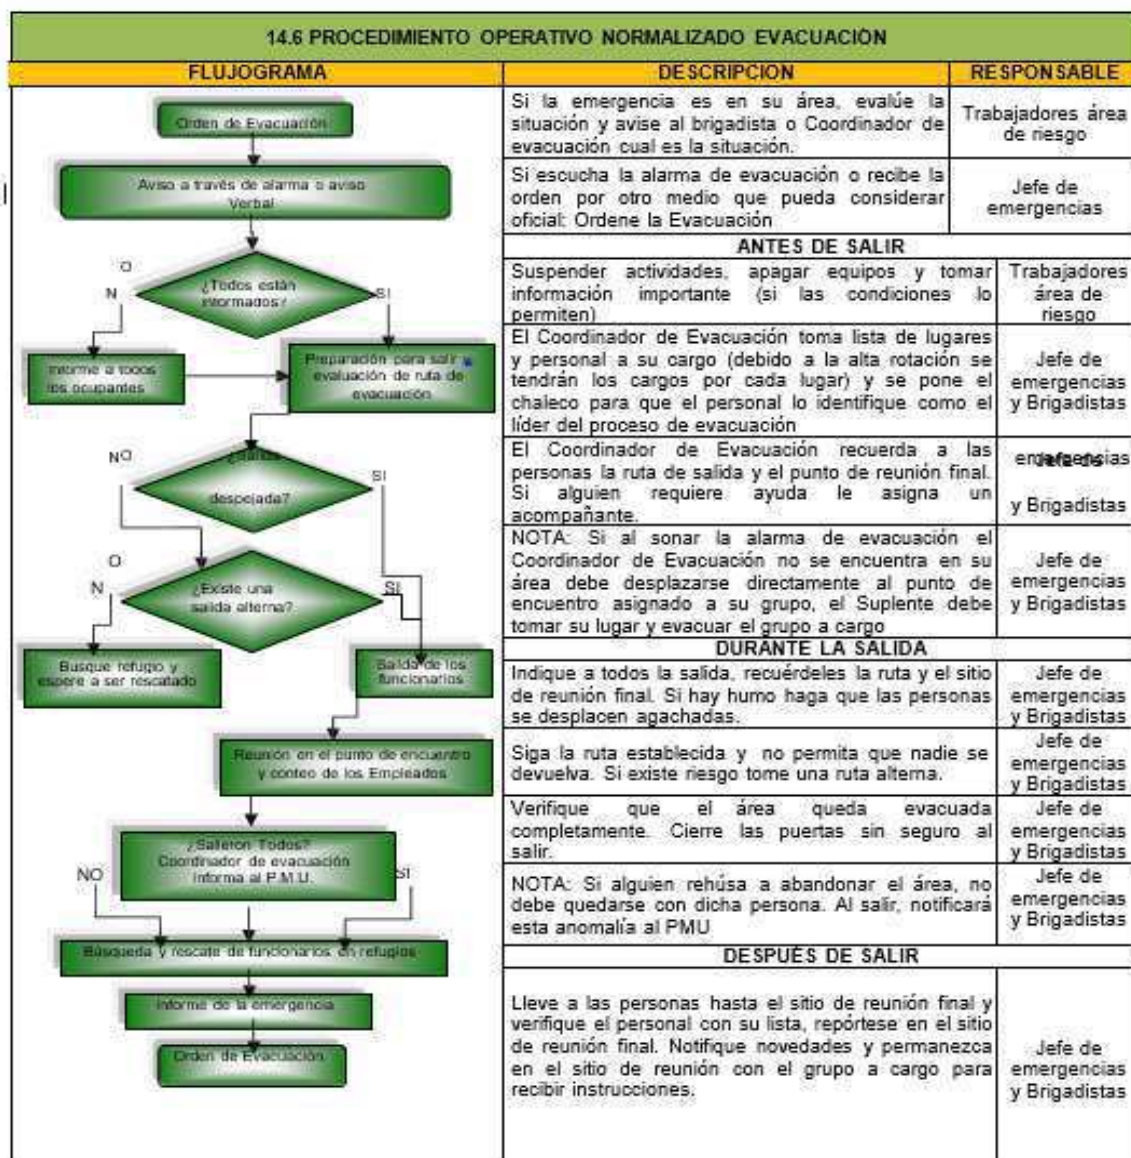 14.6 PROCEDIMIENTO OPERATIVO NORMALIZADO EVACUACION
FLUJOGRAMA
DESCRIPCION
RESPONSABLE
Orden de Evacuación
Aviso a través de alarma o aviso
Verbal
¿Todos están
informados?
O
N
SI
Informe a todos
los ocupantes
Preparación para salir
evaluación de ruta de
evacuación
NO
despejada?
SI
O
N
¿Existe una
salida alterna?
SI
Busque refugio y
espere a ser rescatado
Salida de los
funcionarios
Reunión en el punto de encuentro
y conteo de los Empleados
¿Salieron Todos?
Coordinador de evacuación
informa al P.M.U.
NO
SI
Búsqueda y rescate de funcionarios en refugios
Informe de la emergencia
Orden de Evacuación
Si la emergencia es en su área, evalúe la
situación y avise al brigadista o Coordinador de
evacuación cual es la situación.
Trabajadores área
de riesgo
Si escucha la alarma de evacuación o recibe la
orden por otro medio que pueda considerar
oficial: Ordene la Evacuación
Jefe de
emergencias
ANTES DE SALIR
Suspender actividades, apagar equipos y tomar
información importante (si las condiciones lo
permiten)
Trabajadores
área de
riesgo
El Coordinador de Evacuación toma lista de lugares
y personal a su cargo (debido a la alta rotación se
tendrán los cargos por cada lugar) y se pone el
chaleco para que el personal lo identifique como el
líder del proceso de evacuación
Jefe de
emergencias
y Brigadistas
El Coordinador de Evacuación recuerda a las
personas la ruta de salida y el punto de reunión final.
Si alguien requiere ayuda le asigna un
acompañante.
Jefe de
emergencias
y Brigadistas
NOTA: Si al sonar la alarma de evacuación el
Coordinador de Evacuación no se encuentra en su
área debe desplazarse directamente al punto de
encuentro asignado a su grupo, el Suplente debe
tomar su lugar y evacuar el grupo a cargo
Jefe de
emergencias
y Brigadistas
DURANTE LA SALIDA
Indique a todos la salida, recuérdeles la ruta y el sitio
de reunión final. Si hay humo haga que las personas
se desplacen agachadas.
Jefe de
emergencias
y Brigadistas
Siga la ruta establecida y no permita que nadie se
devuelva. Si existe riesgo tome una ruta alterna.
Jefe de
emergencias
y Brigadistas
Verifique que el área queda evacuada
completamente. Cierre las puertas sin seguro al
salir.
Jefe de
emergencias
y Brigadistas
NOTA: Si alguien rehúsa a abandonar el área, no
debe quedarse con dicha persona. Al salir, notificará
esta anomalía al PMU
Jefe de
emergencias
y Brigadistas
DESPUÉS DE SALIR
Lleve a las personas hasta el sitio de reunión final y
verifique el personal con su lista, repórtese en el sitio
de reunión final. Notifique novedades y permanezca
en el sitio de reunión con el grupo a cargo para
recibir instrucciones.
Jefe de
emergencias
y Brigadistas